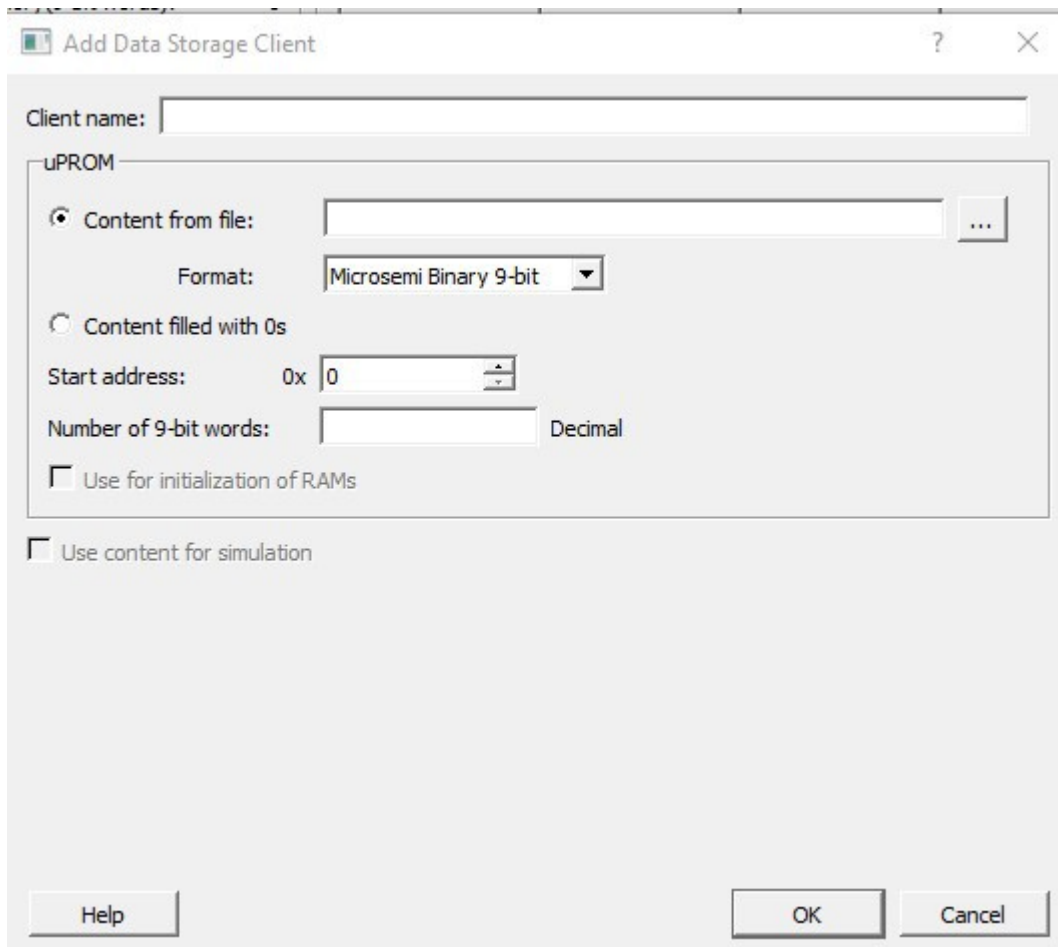 Add Data Storage Client ?
Client name:
uPROM
Content from file: ...
Format: Microsemi Binary 9-bit
Content filled with 0s
Start address: 0x 0
Number of 9-bit words: Decimal
Use for initialization of RAMs
Use content for simulation
Help OK Cancel